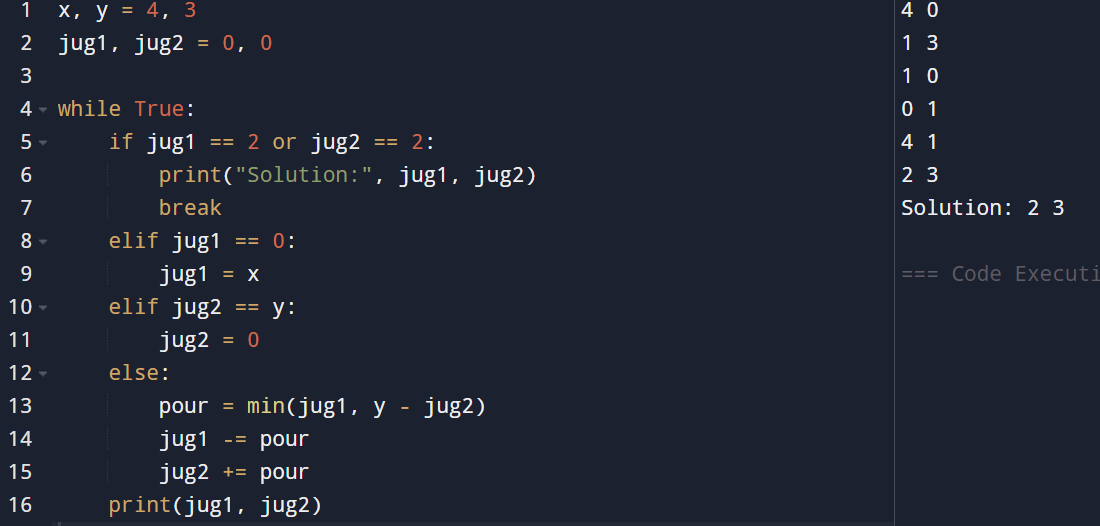 1 x, y = 4, 3
2 jug1, jug2 = 0, 0
3
4 while True:
5     if jug1 == 2 or jug2 == 2:
6         print("Solution:", jug1, jug2)
7         break
8     elif jug1 == 0:
9         jug1 = x
10     elif jug2 == y:
11         jug2 = 0
12     else:
13         pour = min(jug1, y - jug2)
14         jug1 -= pour
15         jug2 += pour
16     print(jug1, jug2)
4 0
1 3
1 0
0 1
4 1
2 3
Solution: 2 3
=== Code Executi